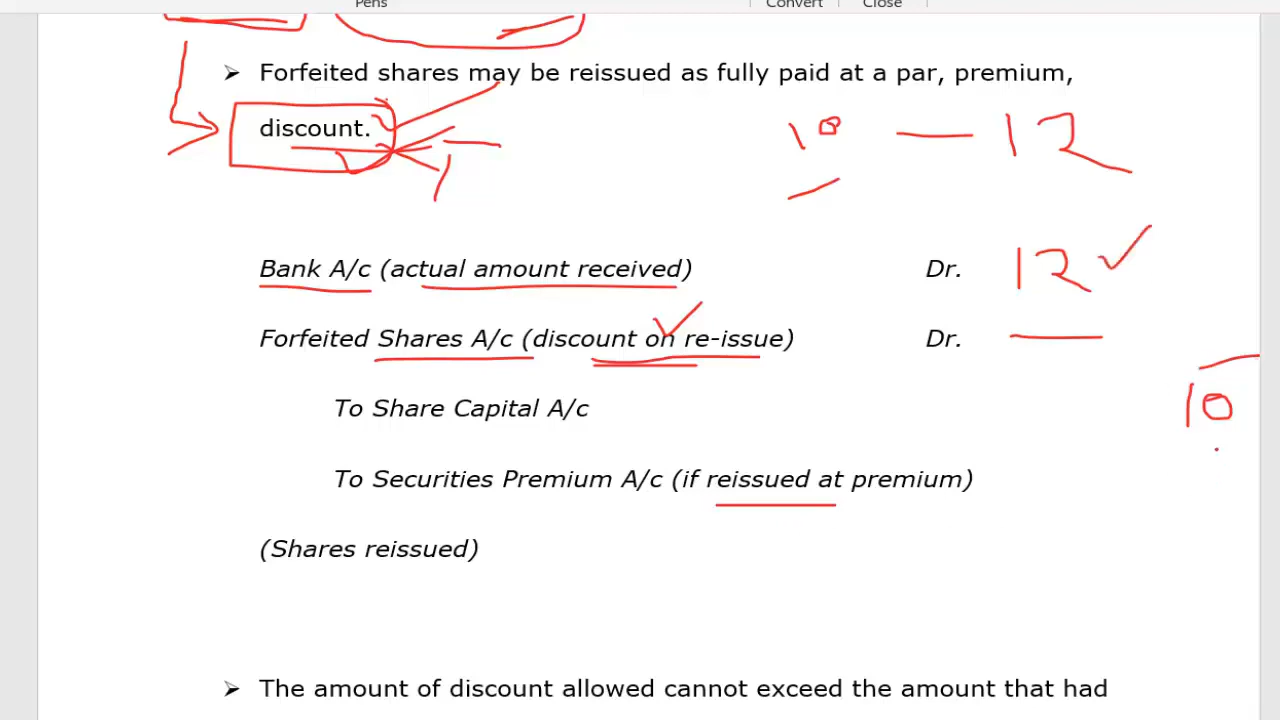 Pens Convert Close
➢ Forfeited shares may be reissued as fully paid at a par, premium,
discount.
10 — 12
Bank A/c (actual amount received) Dr. 12 ✓
Forfeited Shares A/c (discount on re-issue) Dr. —
To Share Capital A/c 10
To Securities Premium A/c (if reissued at premium)
(Shares reissued)
➢ The amount of discount allowed cannot exceed the amount that had